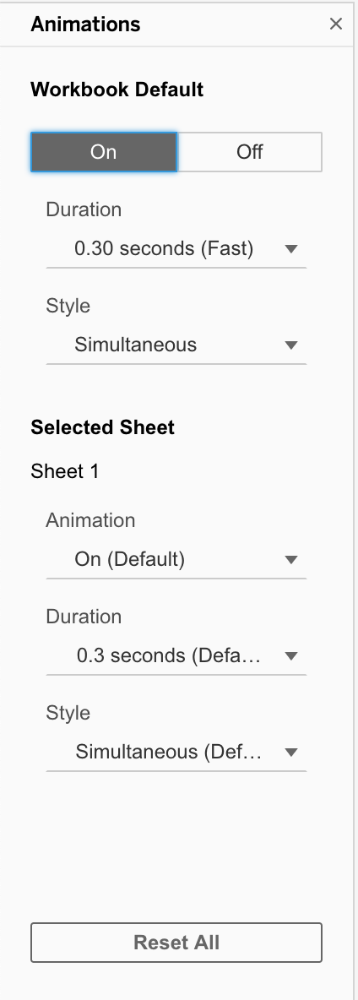 Animations
Workbook Default
On Off
Duration
0.30 seconds (Fast)
Style
Simultaneous
Selected Sheet
Sheet 1
Animation
On (Default)
Duration
0.3 seconds (Defa…
Style
Simultaneous (Def…
Reset All